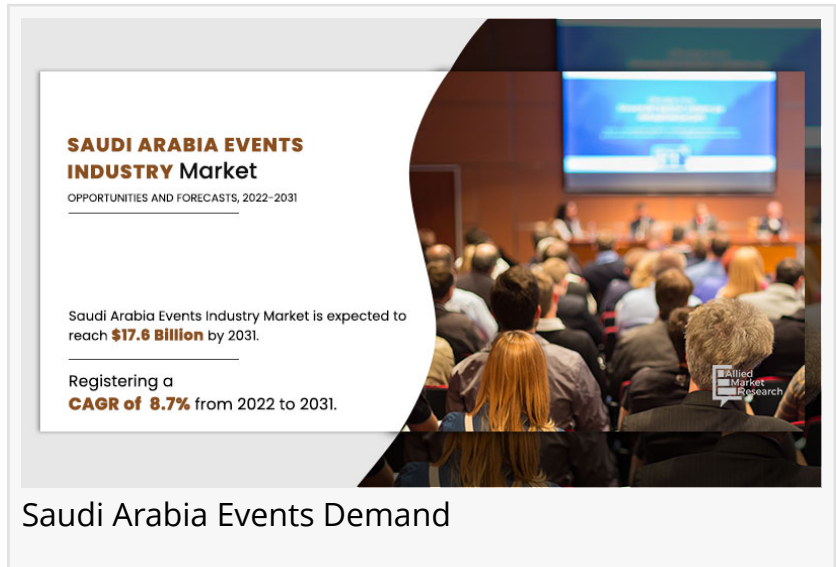 SAUDI ARABIA EVENTS
INDUSTRY Market
OPPORTUNITIES AND FORECASTS, 2022-2031
Saudi Arabia Events Industry Market is expected to
reach $17.6 Billion by 2031.
Registering a
CAGR of 8.7% from 2022 to 2031.
Allied
Market
Research
Saudi Arabia Events Demand